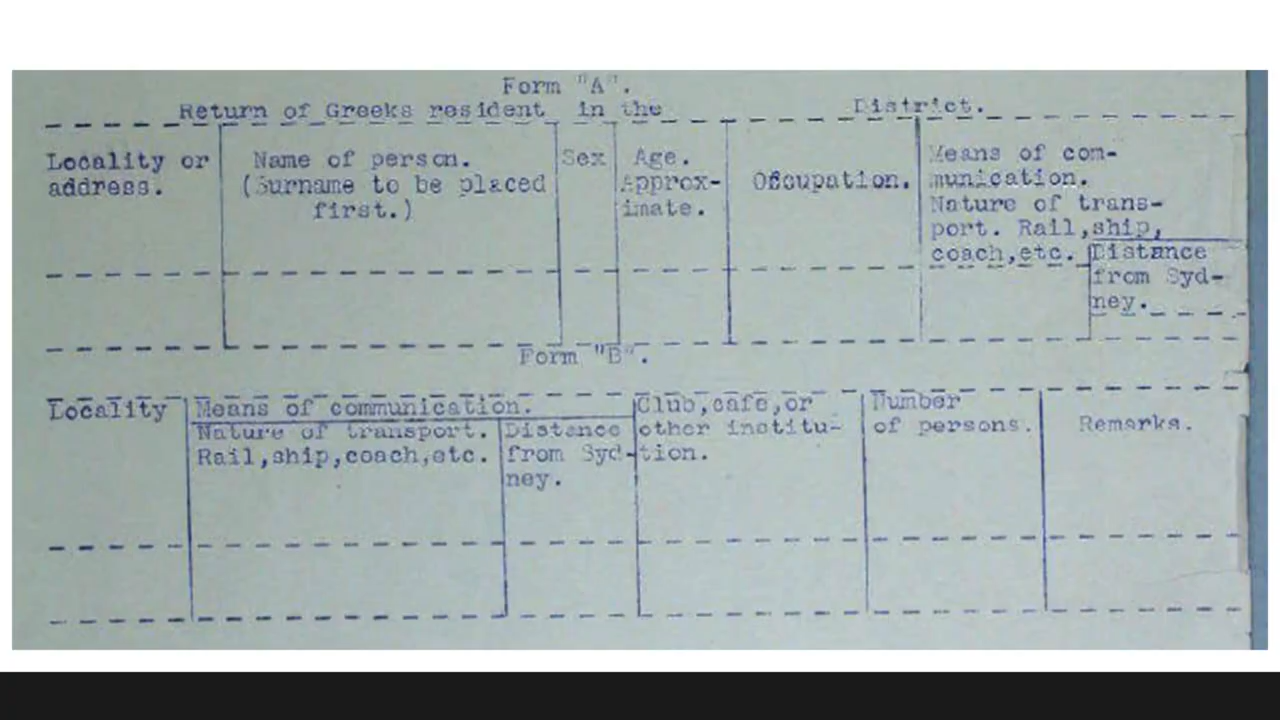 Form "A".
Return of Greeks resident in the District.
Locality or address.
Name of person.
(Surname to be placed
first.)
Sex
Age.
Approx-
imate.
Occupation.
Means of com-
munication.
Nature of trans-
port. Rail,ship,
coach,etc.
Distance
from Syd-
ney.
Form "B".
Locality
Means of communication.
Nature of transport.
Rail,ship,coach,etc.
Distance
from Syd-
ney.
Club,cafe,or
other institu-
tion.
Number
of persons.
Remarks.